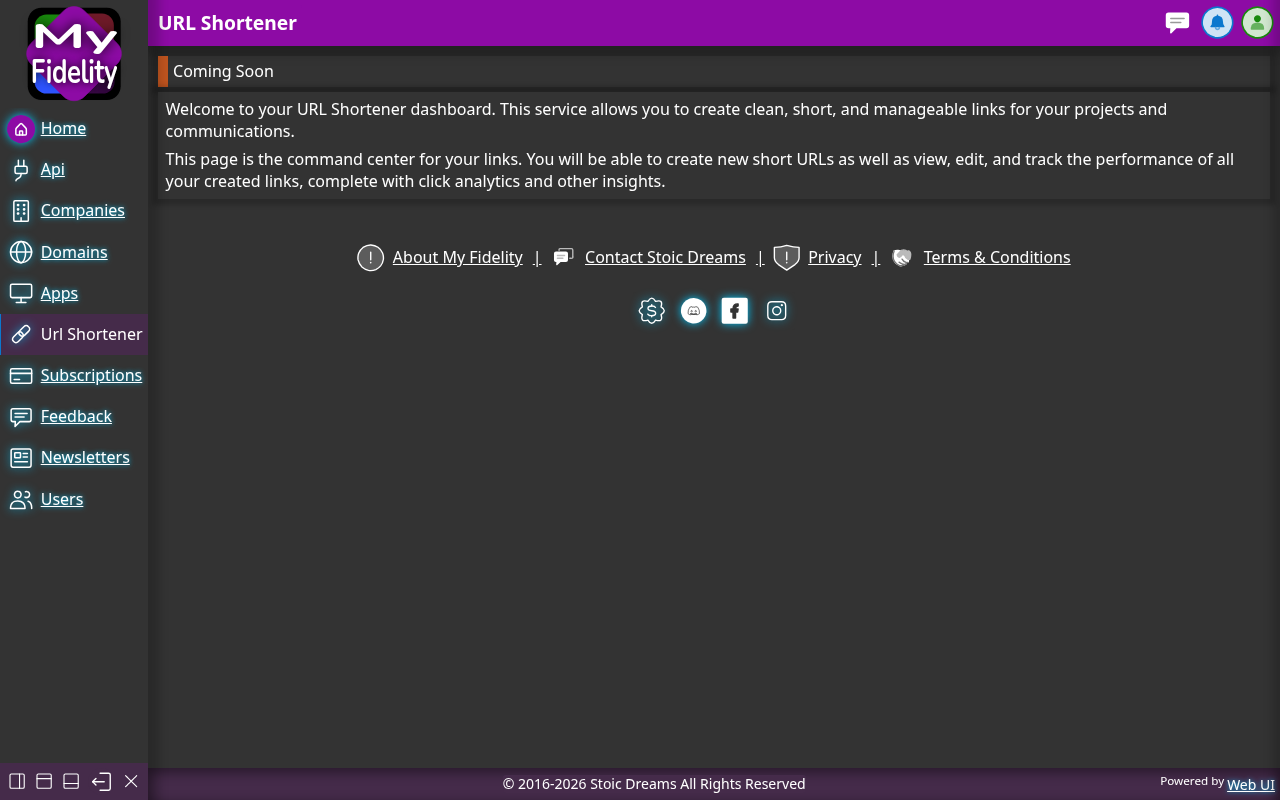 My
Fidelity
URL Shortener
Home
Api
Companies
Domains
Apps
Url Shortener
Subscriptions
Feedback
Newsletters
Users
Coming Soon
Welcome to your URL Shortener dashboard. This service allows you to create clean, short, and manageable links for your projects and
communications.
This page is the command center for your links. You will be able to create new short URLs as well as view, edit, and track the performance of all
your created links, complete with click analytics and other insights.
About My Fidelity | Contact Stoic Dreams | Privacy | Terms & Conditions
© 2016-2026 Stoic Dreams All Rights Reserved
Powered by Web UI